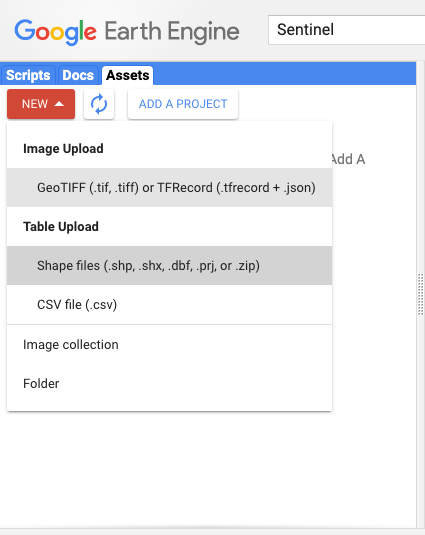 Google Earth Engine
Sentinel
Scripts Docs Assets
NEW ADD A PROJECT
Image Upload
Add A
GeoTIFF (.tif, .tiff) or TFRecord (.tfrecord + .json)
Table Upload
Shape files (.shp, .shx, .dbf, .prj, or .zip)
CSV file (.csv)
Image collection
Folder